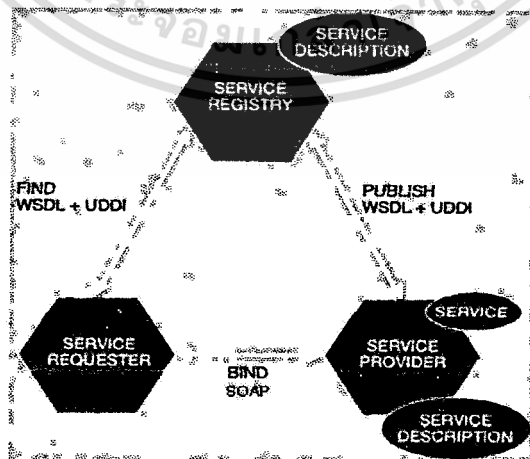 SERVICE
DESCRIPTION
SERVICE
REGISTRY
FIND
WSDL + UDDI
PUBLISH
WSDL + UDDI
SERVICE
SERVICE
REQUESTER
SERVICE
PROVIDER
BIND
SOAP
SERVICE
DESCRIPTION